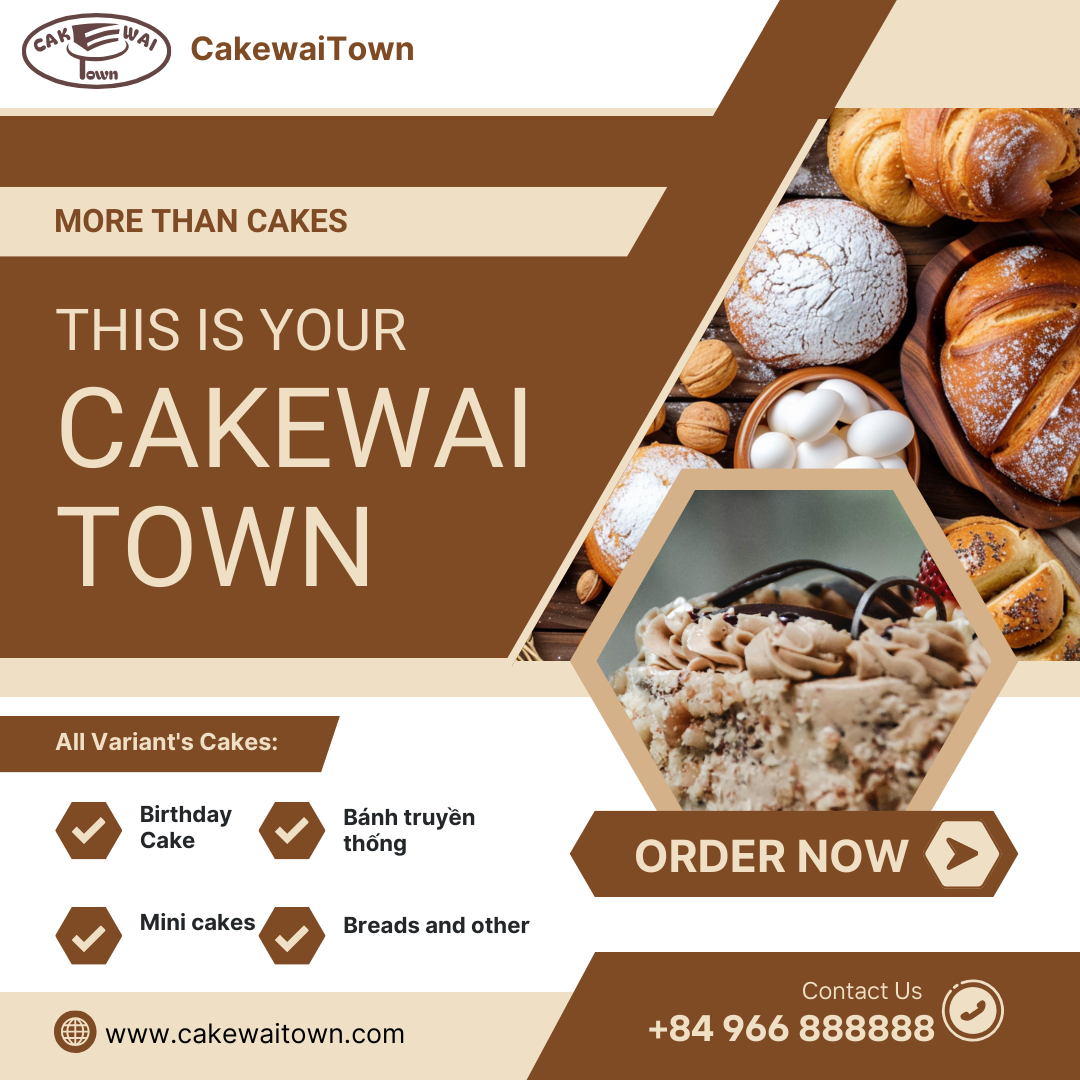 CAKEWAI
Town
CakewaiTown
MORE THAN CAKES
THIS IS YOUR
CAKEWAI
TOWN
All Variant's Cakes:
Birthday
Cake
Bánh truyền
thống
Mini cakes
Breads and other
ORDER NOW
www.cakewaitown.com
Contact Us
+84 966 888888